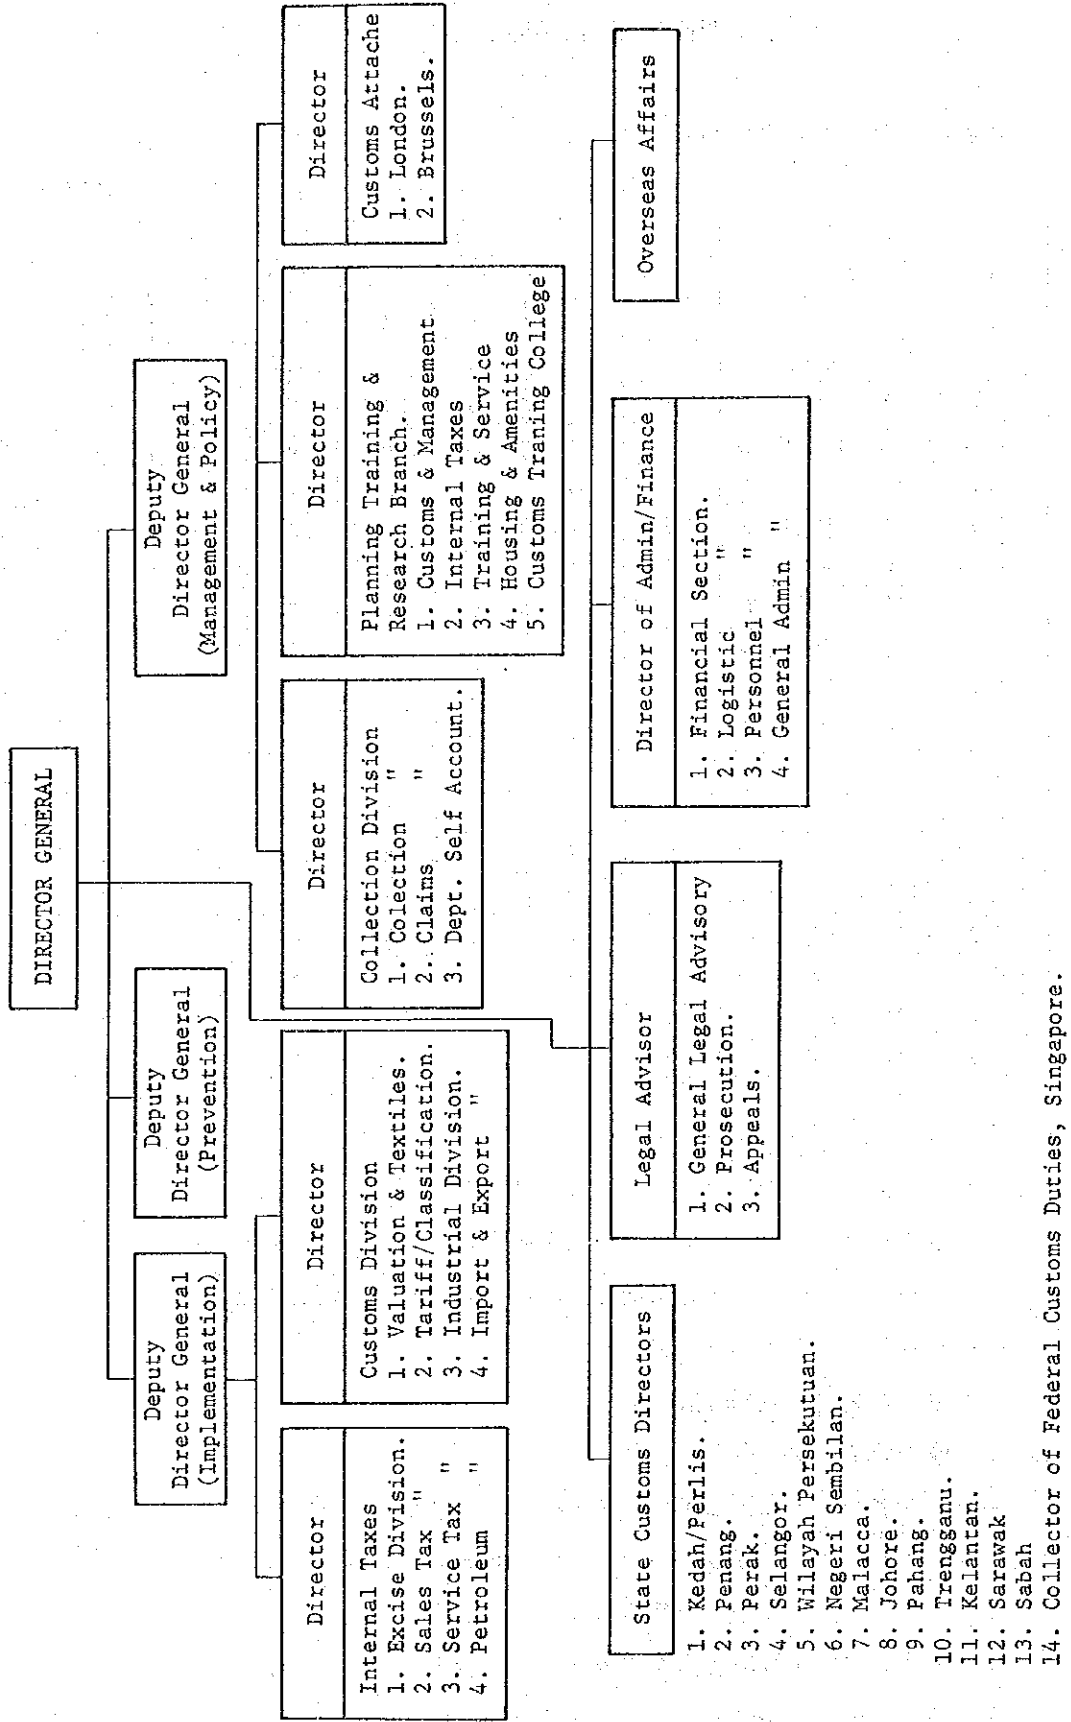 DIRECTOR GENERAL
Deputy
Director General
(Implementation)
Deputy
Director General
(Prevention)
Deputy
Director General
(Management & Policy)
Director
Internal Taxes
1. Excise Division.
2. Sales Tax "
3. Service Tax "
4. Petroleum "
Director
Customs Division
1. Valuation & Textiles.
2. Tariff/Classification.
3. Industrial Division.
4. Import & Export "
Director
Collection Division
1. Colection "
2. Claims "
3. Dept. Self Account.
Director
Planning Training &
Research Branch.
1. Customs & Management
2. Internal Taxes
3. Training & Service
4. Housing & Amenities
5. Customs Traning College
Director
Customs Attache
1. London.
2. Brussels.
State Customs Directors
1. Kedah/Perlis.
2. Penang.
3. Perak.
4. Selangor.
5. Wilayah Persekutuan.
6. Negeri Sembilan.
7. Malacca.
8. Johore.
9. Pahang.
10. Trengganu.
11. Kelantan.
12. Sarawak
13. Sabah
14. Collector of Federal Customs Duties, Singapore.
Legal Advisor
1. General Legal Advisory
2. Prosecution.
3. Appeals.
Director of Admin/Finance
1. Financial Section.
2. Logistic "
3. Personnel "
4. General Admin "
Overseas Affairs